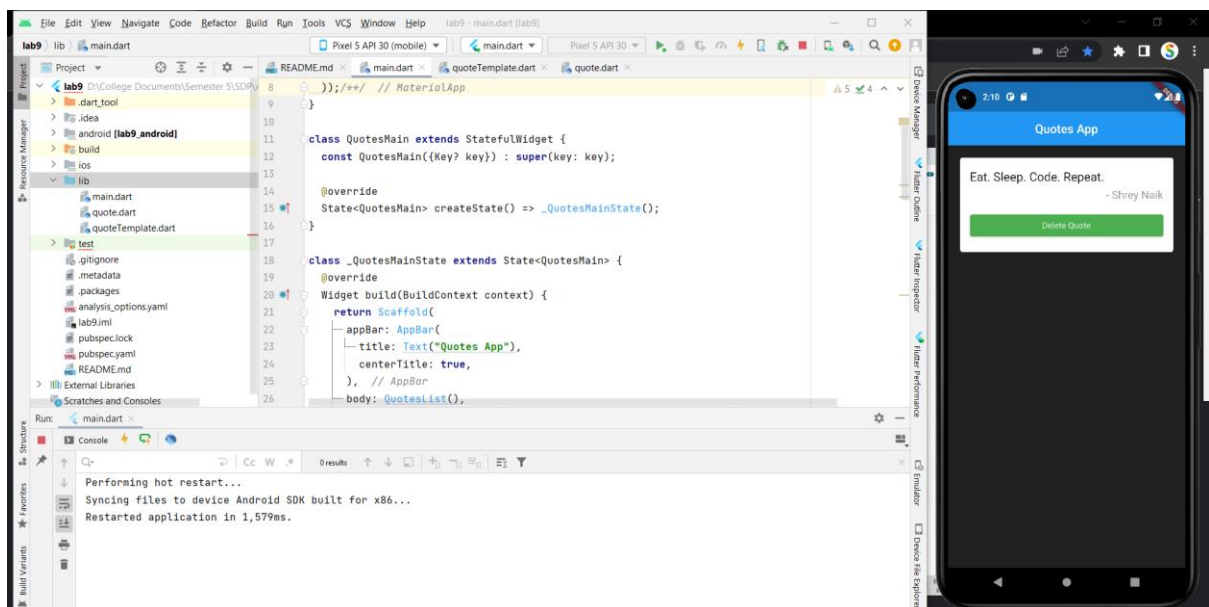 File Edit View Navigate Code Refactor Build Run Tools VCS Window Help lab9 - main.dart [lab9]
lab9 lib main.dart Pixel 5 API 30 (mobile) main.dart Pixel 5 API 30
Project README.md main.dart quoteTemplate.dart quote.dart
lab9 D:\College Documents\Semester 5\SDP\
.dart_tool
.idea
android [lab9_android]
build
ios
lib
main.dart
quote.dart
quoteTemplate.dart
test
.gitignore
.metadata
.packages
analysis_options.yaml
lab9.iml
pubspec.lock
pubspec.yaml
README.md
External Libraries
Scratches and Consoles
8 ));/**/ // MaterialApp
5 4
9 }
10
11 class QuotesMain extends StatefulWidget {
12 const QuotesMain({Key? key}) : super(key: key);
13
14 @override
15 State<QuotesMain> createState() => _QuotesMainState();
16 }
17
18 class _QuotesMainState extends State<QuotesMain> {
19 @override
20 Widget build(BuildContext context) {
21 return Scaffold(
22 appBar: AppBar(
23 title: Text("Quotes App"),
24 centerTitle: true,
25 ), // AppBar
26 body: QuotesList(),
Project
Resource Manager
Structure
Favorites
Build Variants
Device Manager
Flutter Outline
Flutter Inspector
Flutter Performance
Emulator
Device File Explorer
Run: main.dart
Console
Cc W .* 0 results
Performing hot restart...
Syncing files to device Android SDK built for x86...
Restarted application in 1,579ms.
S
2:10
Quotes App
Eat. Sleep. Code. Repeat.
- Shrey Naik
Delete Quote